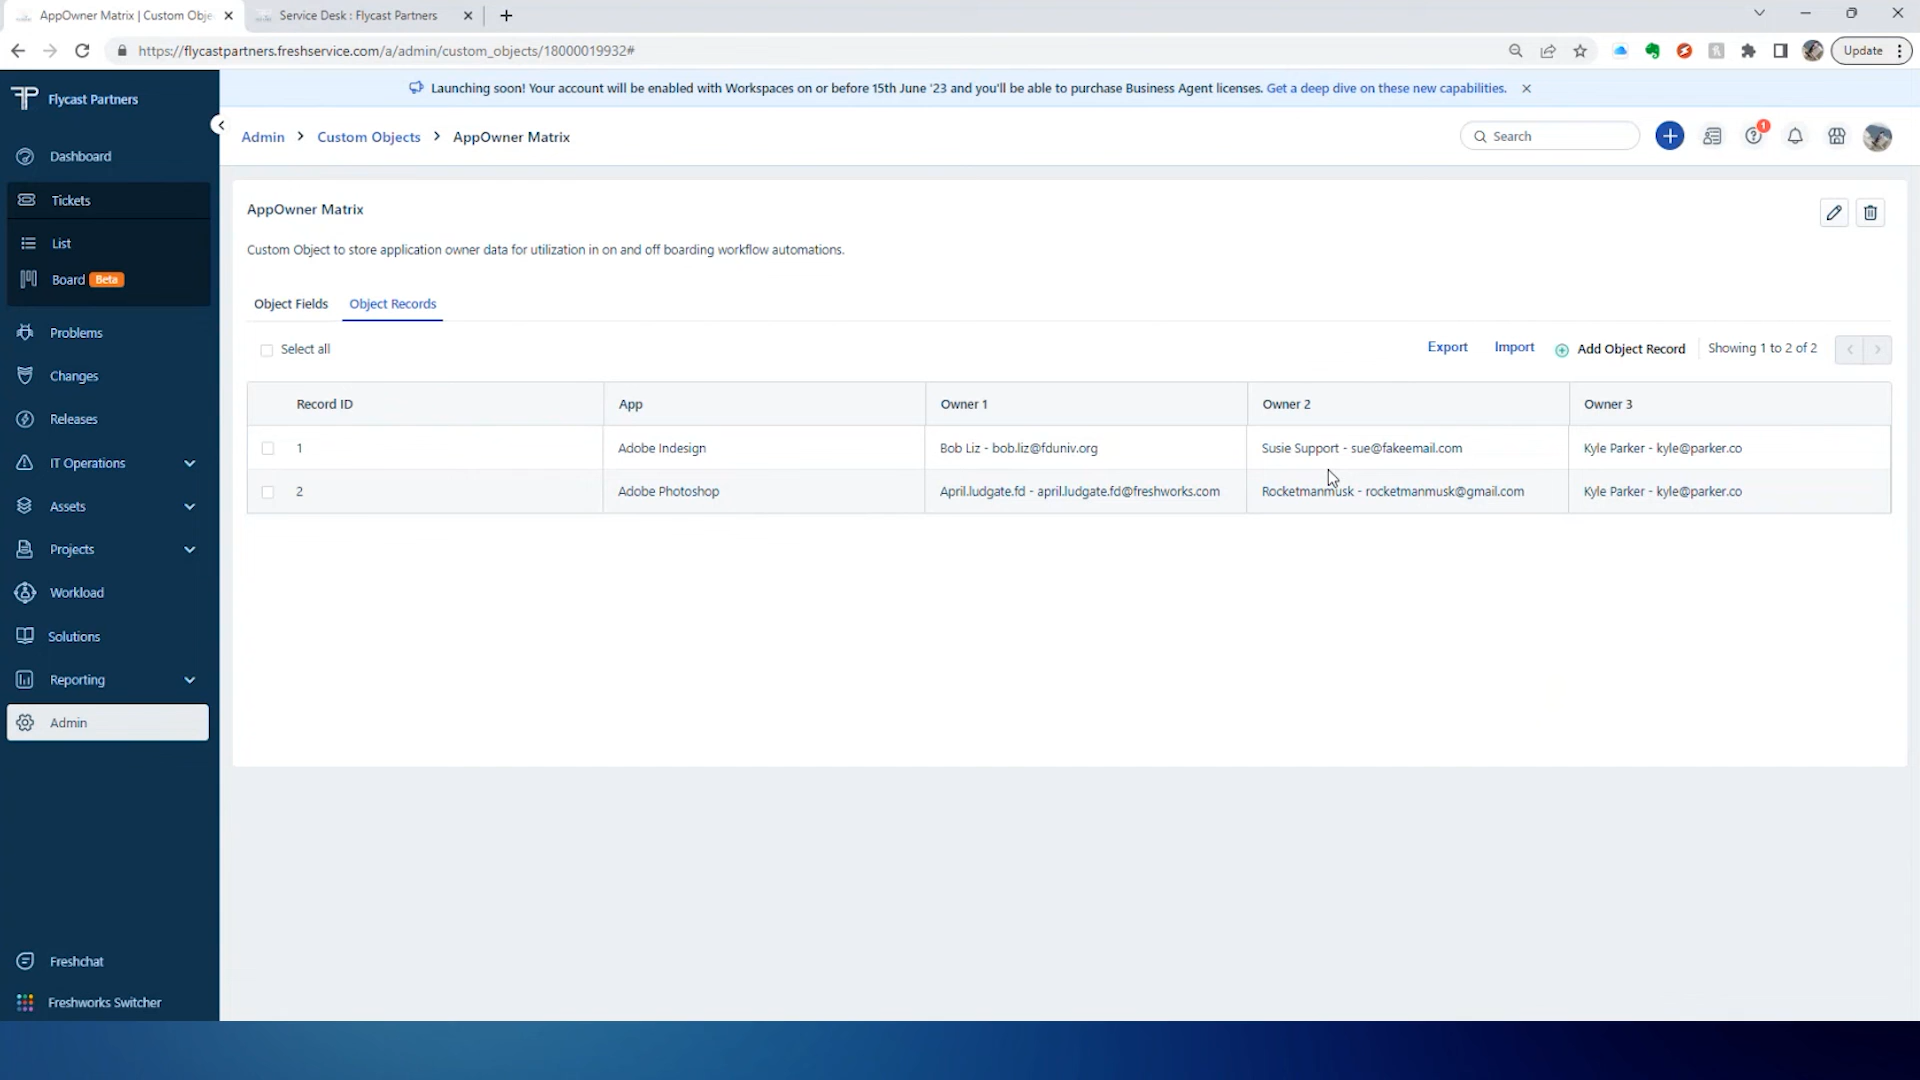 AppOwner Matrix | Custom Obje
Service Desk : Flycast Partners
https://flycastpartners.freshservice.com/a/admin/custom_objects/18000019932#
Update
Flycast Partners
Launching soon! Your account will be enabled with Workspaces on or before 15th June '23 and you'll be able to purchase Business Agent licenses. Get a deep dive on these new capabilities.
Admin > Custom Objects > AppOwner Matrix
Search
1
Dashboard
Tickets
List
Board Beta
Problems
Changes
Releases
IT Operations
Assets
Projects
Workload
Solutions
Reporting
Admin
Freshchat
Freshworks Switcher
AppOwner Matrix
Custom Object to store application owner data for utilization in on and off boarding workflow automations.
Object Fields Object Records
Select all Export Import Add Object Record Showing 1 to 2 of 2
Record ID App Owner 1 Owner 2 Owner 3
1 Adobe Indesign Bob Liz - bob.liz@fduniv.org Susie Support - sue@fakeemail.com Kyle Parker - kyle@parker.co
2 Adobe Photoshop April.ludgate.fd - april.ludgate.fd@freshworks.com Rocketmanmusk - rocketmanmusk@gmail.com Kyle Parker - kyle@parker.co